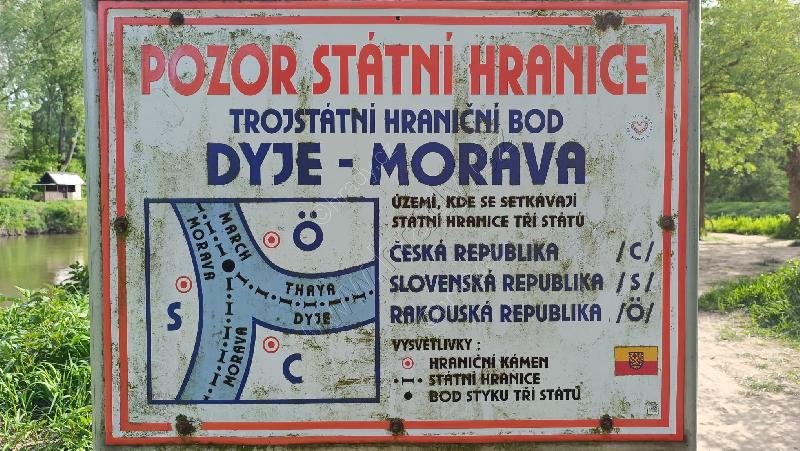 POZOR STÁTNÍ HRANICE
TROJSTÁTNÍ HRANIČNÍ BOD
DYJE - MORAVA
ÚZEMÍ, KDE SE SETKÁVAJÍ
STÁTNÍ HRANICE TŘÍ STÁTŮ
ČESKÁ REPUBLIKA /C/
SLOVENSKÁ REPUBLIKA /S/
RAKOUSKÁ REPUBLIKA /Ö/
VYSVĚTLIVKY :
HRANIČNÍ KÁMEN
STÁTNÍ HRANICE
BOD STYKU TŘÍ STÁTŮ
MARCH
MORAVA
Ö
THAYA
DYJE
S
MORAVA
C